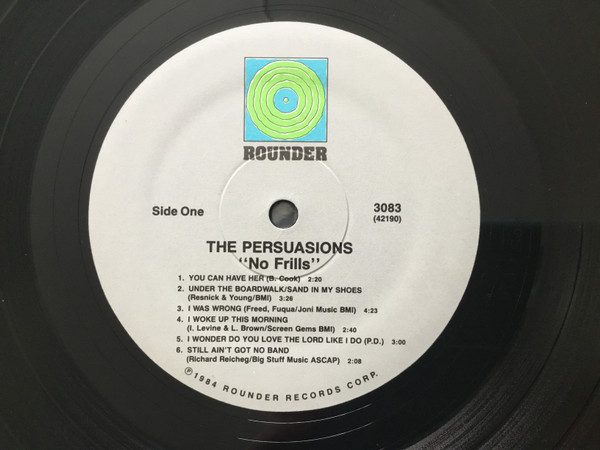 ROUNDER
Side One
3083
(42190)
THE PERSUASIONS
"No Frills"
1. YOU CAN HAVE HER (B. Cook) 2:20
2. UNDER THE BOARDWALK/SAND IN MY SHOES
(Resnick & Young/BMI) 3:26
3. I WAS WRONG (Freed, Fuqua/Joni Music BMI) 4:23
4. I WOKE UP THIS MORNING
(I. Levine & L. Brown/Screen Gems BMI) 2:40
5. I WONDER DO YOU LOVE THE LORD LIKE I DO (P.D.) 3:00
6. STILL AIN'T GOT NO BAND
(Richard Reicheg/Big Stuff Music ASCAP) 2:08
℗1984 ROUNDER RECORDS CORP.